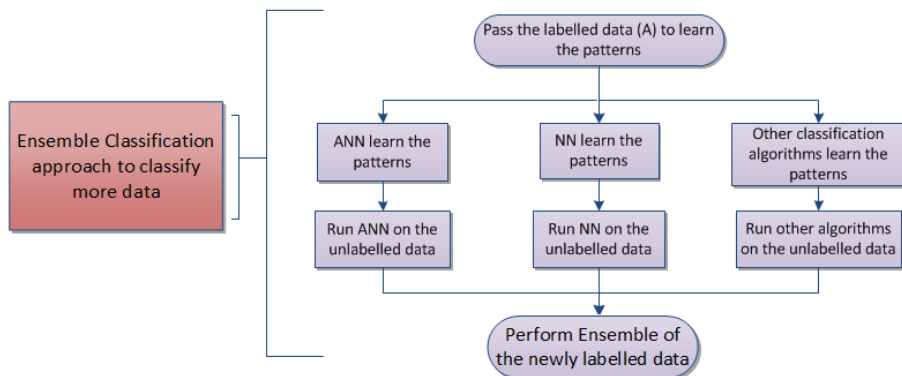 Pass the labelled data (A) to learn
the patterns
Ensemble Classification
approach to classify
more data
ANN learn the
patterns
NN learn the
patterns
Other classification
algorithms learn the
patterns
Run ANN on the
unlabelled data
Run NN on the
unlabelled data
Run other algorithms
on the unlabelled data
Perform Ensemble of
the newly labelled data